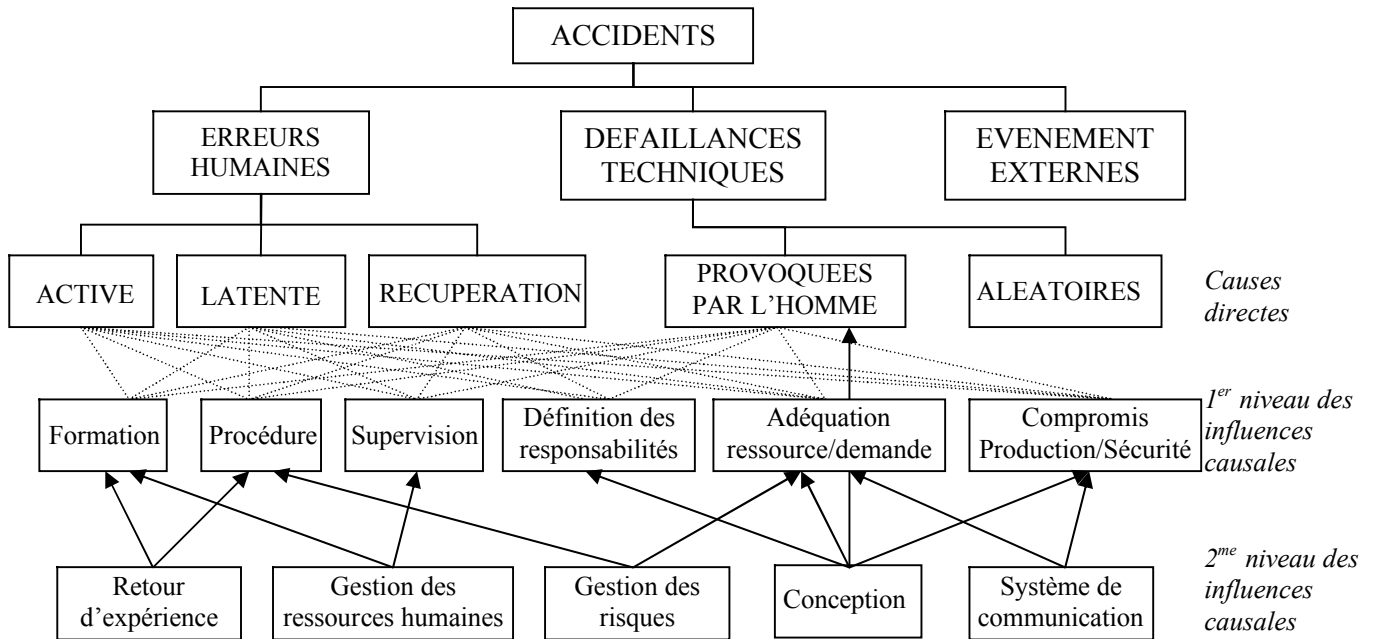 ACCIDENTS
ERREURS
HUMAINES
DEFAILLANCES
TECHNIQUES
EVENEMENT
EXTERNES
ACTIVE
LATENTE
RECUPERATION
PROVOQUEES
PAR L'HOMME
ALEATOIRES
Causes
directes
Formation
Procédure
Supervision
Définition des
responsabilités
Adéquation
ressource/demande
Compromis
Production/Sécurité
1er niveau des
influences
causales
Retour
d'expérience
Gestion des
ressources humaines
Gestion des
risques
Conception
Système de
communication
2me niveau des
influences
causales